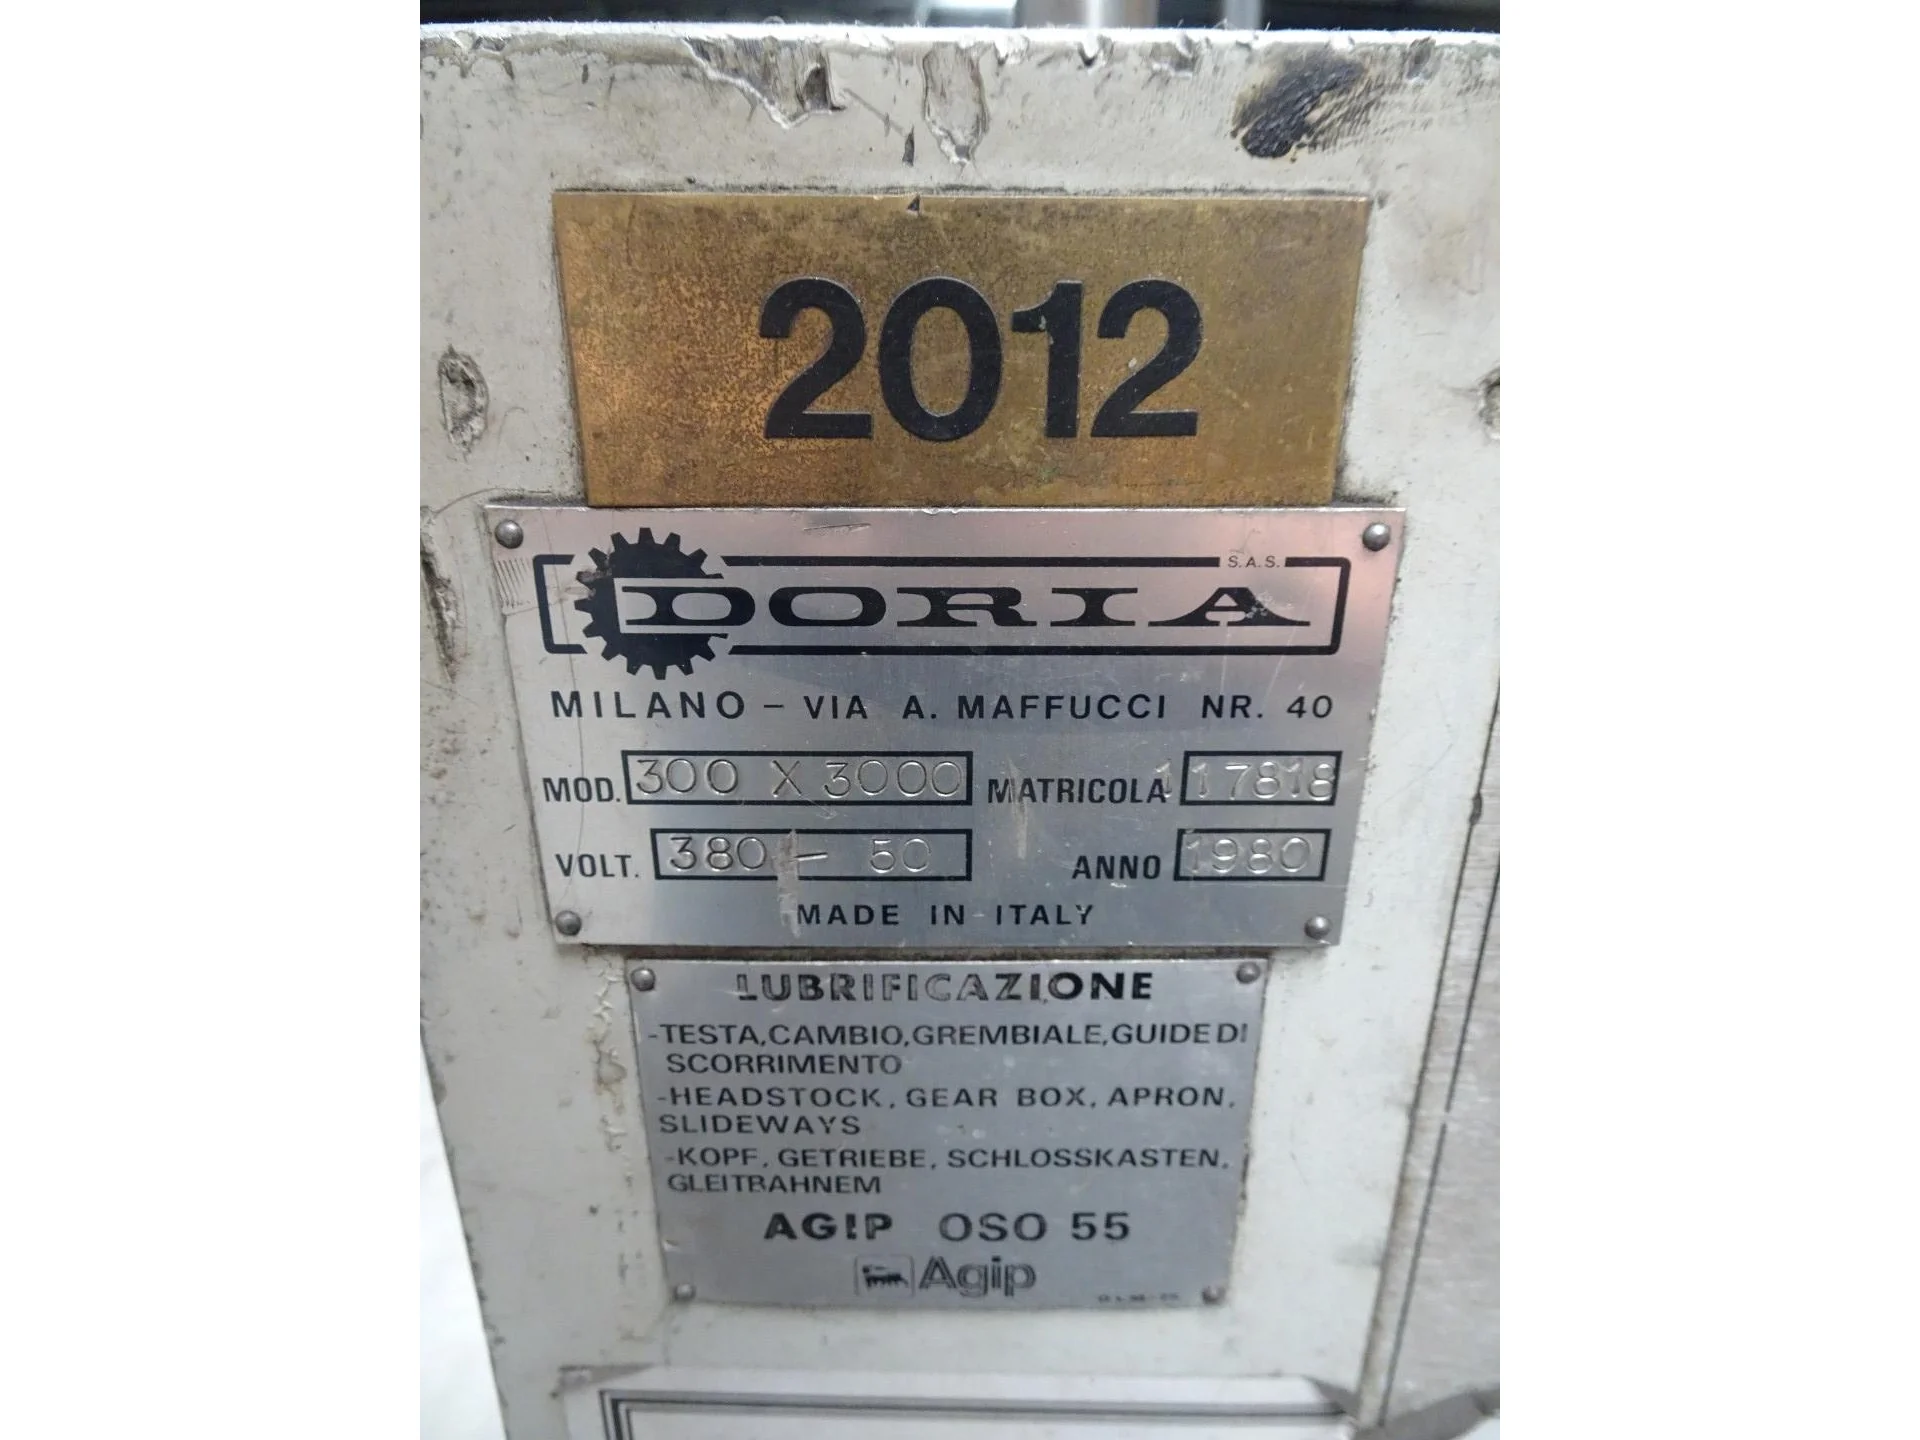 2012
DORIA S.A.S.
MILANO - VIA A. MAFFUCCI NR. 40
MOD. 300 X 3000 MATRICOLA 117818
VOLT. 380 - 50 ANNO 1980
MADE IN ITALY
LUBRIFICAZIONE
-TESTA, CAMBIO, GREMBIALE, GUIDE DI
SCORRIMENTO
-HEADSTOCK, GEAR BOX, APRON,
SLIDEWAYS
-KOPF, GETRIEBE, SCHLOSSKASTEN,
GLEITBAHNEM
AGIP OSO 55
Agip